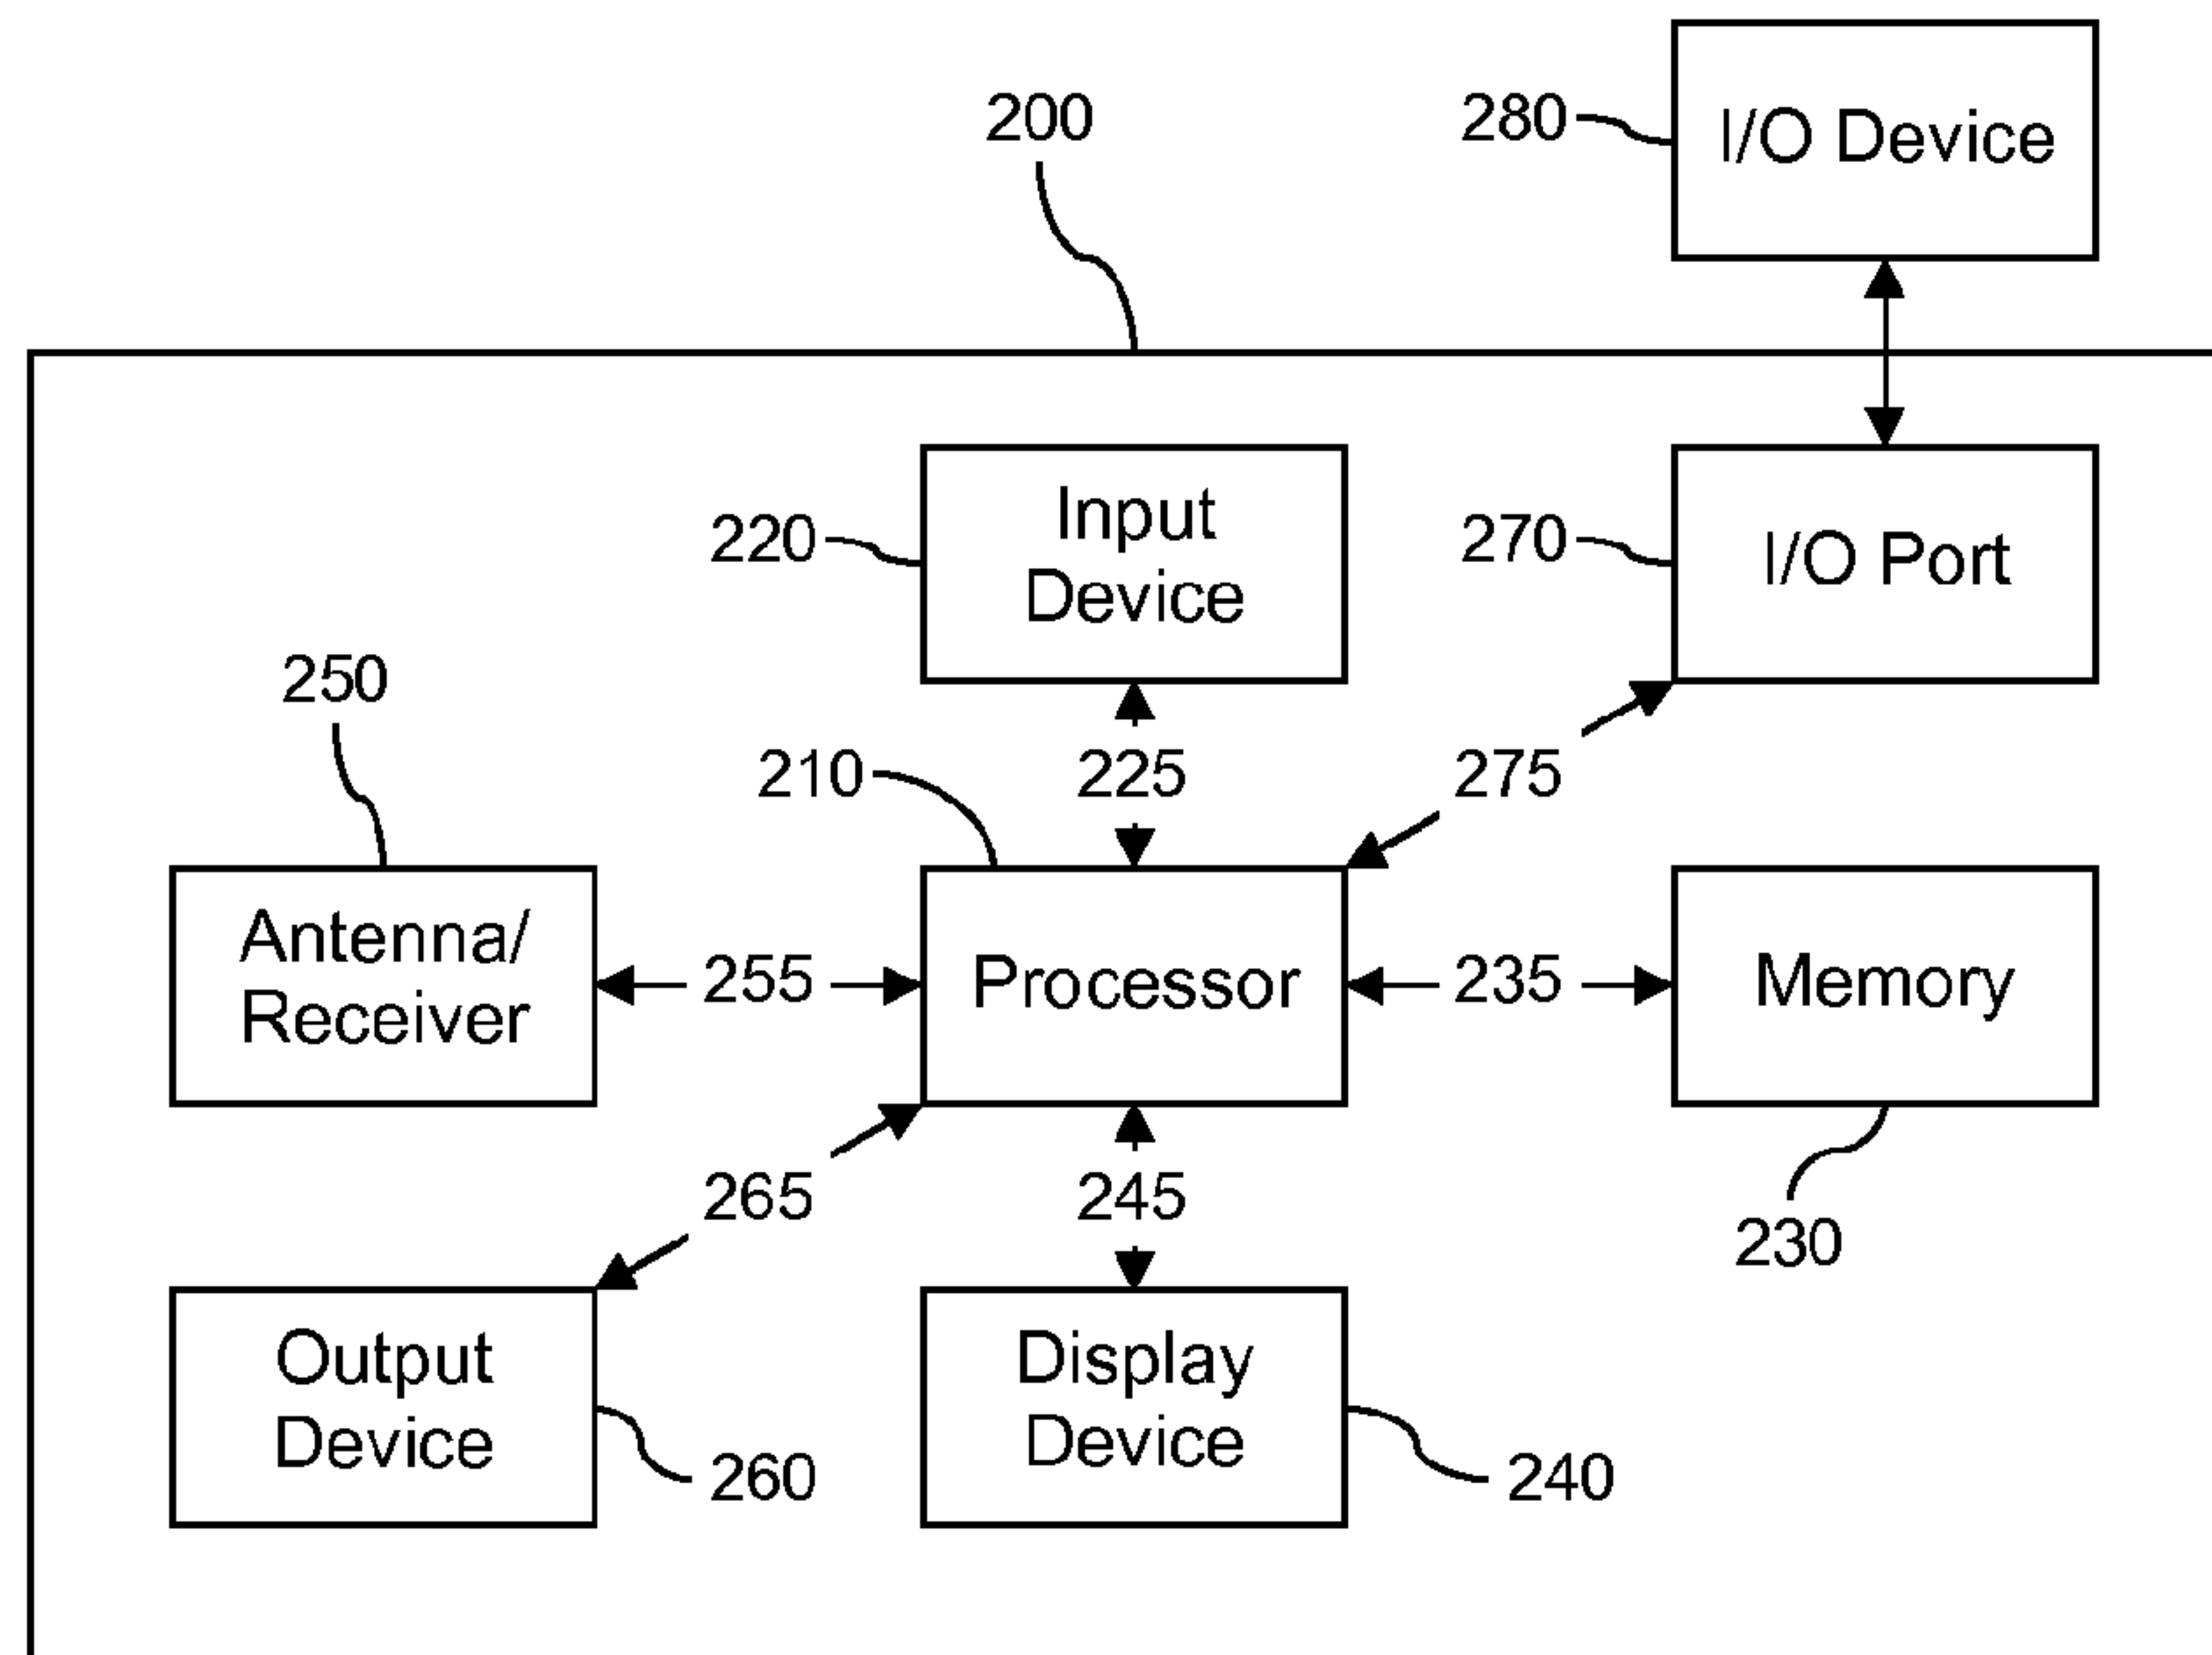 200
280
I/O Device
220
Input
Device
270
I/O Port
250
210
225
275
Antenna/
Receiver
255
Processor
235
Memory
265
245
230
Output
Device
260
Display
Device
240